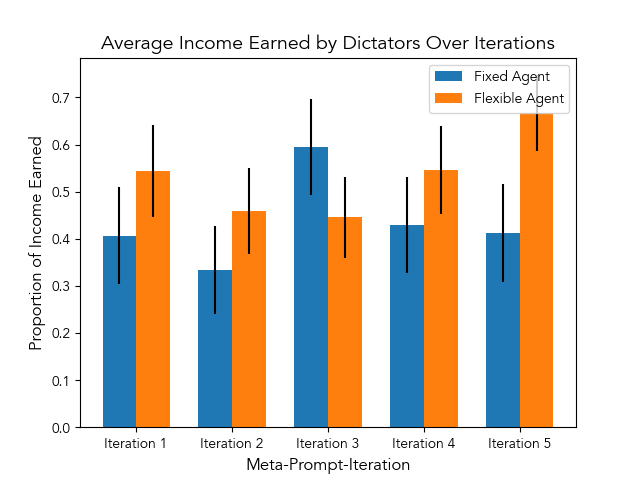 Average Income Earned by Dictators Over Iterations
Fixed Agent
Flexible Agent
Proportion of Income Earned
0.7
0.6
0.5
0.4
0.3
0.2
0.1
0.0
Iteration 1
Iteration 2
Iteration 3
Iteration 4
Iteration 5
Meta-Prompt-Iteration